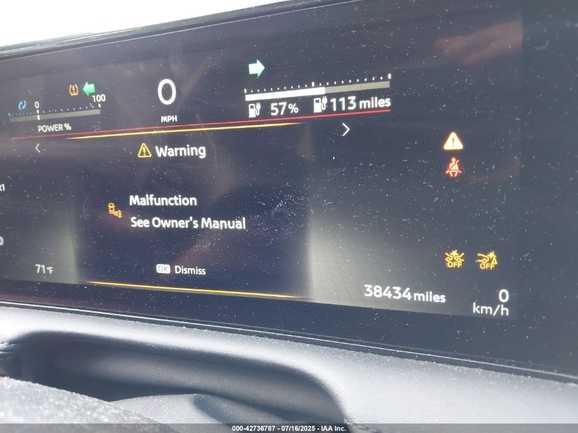 0
100
POWER %
0
MPH
57 %
113 miles
Warning
Malfunction
See Owner's Manual
OK Dismiss
71°F
OFF OFF
38434 miles
0
km/h
000-42736787 - 07/16/2025 - IAA Inc.